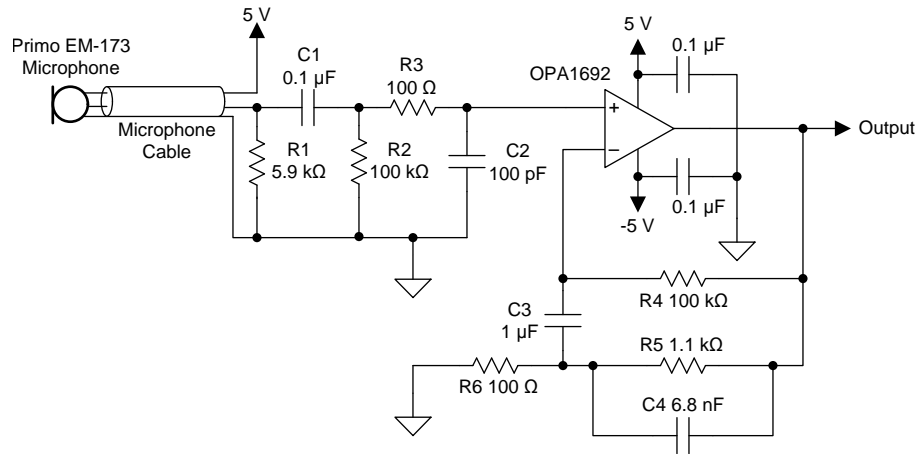 5 V
Primo EM-173
Microphone
Microphone
Cable
R1
5.9 kΩ
C1
0.1 µF
R2
100 kΩ
R3
100 Ω
C2
100 pF
OPA1692
+
−
5 V
0.1 µF
-5 V
0.1 µF
Output
R4 100 kΩ
C3
1 µF
R5 1.1 kΩ
R6 100 Ω
C4 6.8 nF